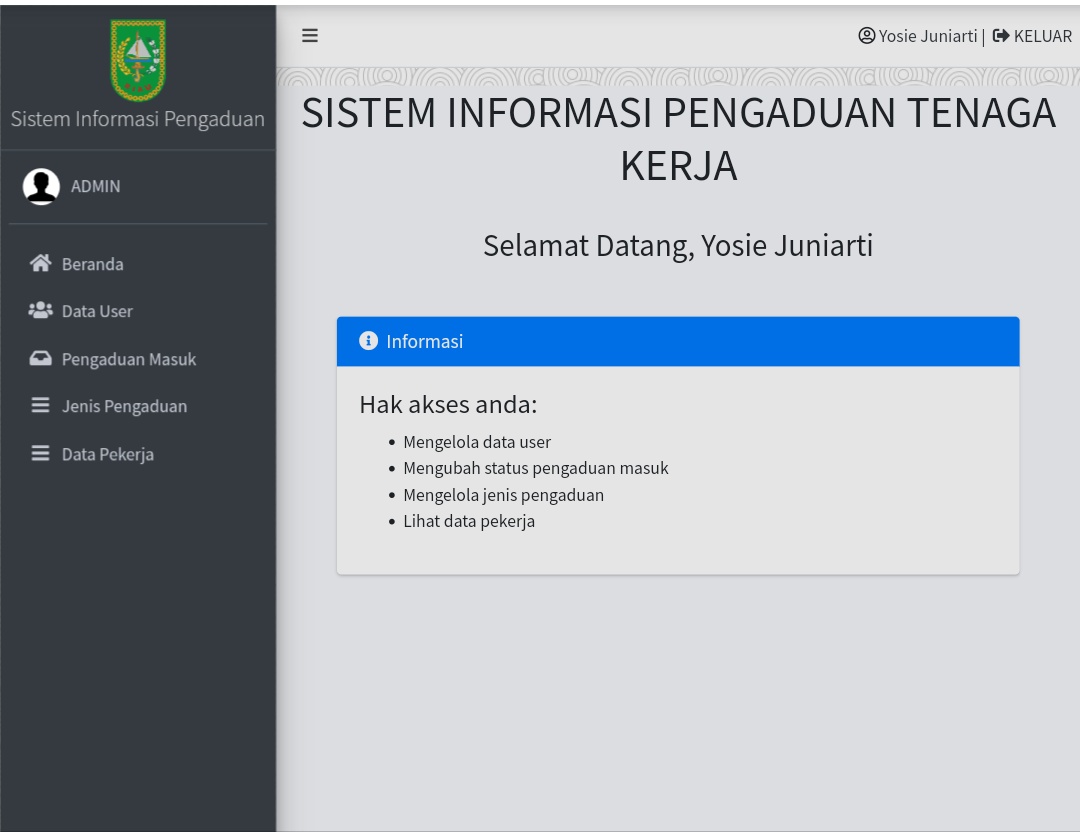 Sistem Informasi Pengaduan
ADMIN
Beranda
Data User
Pengaduan Masuk
Jenis Pengaduan
Data Pekerja
Yosie Juniarti | KELUAR
SISTEM INFORMASI PENGADUAN TENAGA
KERJA
Selamat Datang, Yosie Juniarti
Informasi
Hak akses anda:
• Mengelola data user
• Mengubah status pengaduan masuk
• Mengelola jenis pengaduan
• Lihat data pekerja